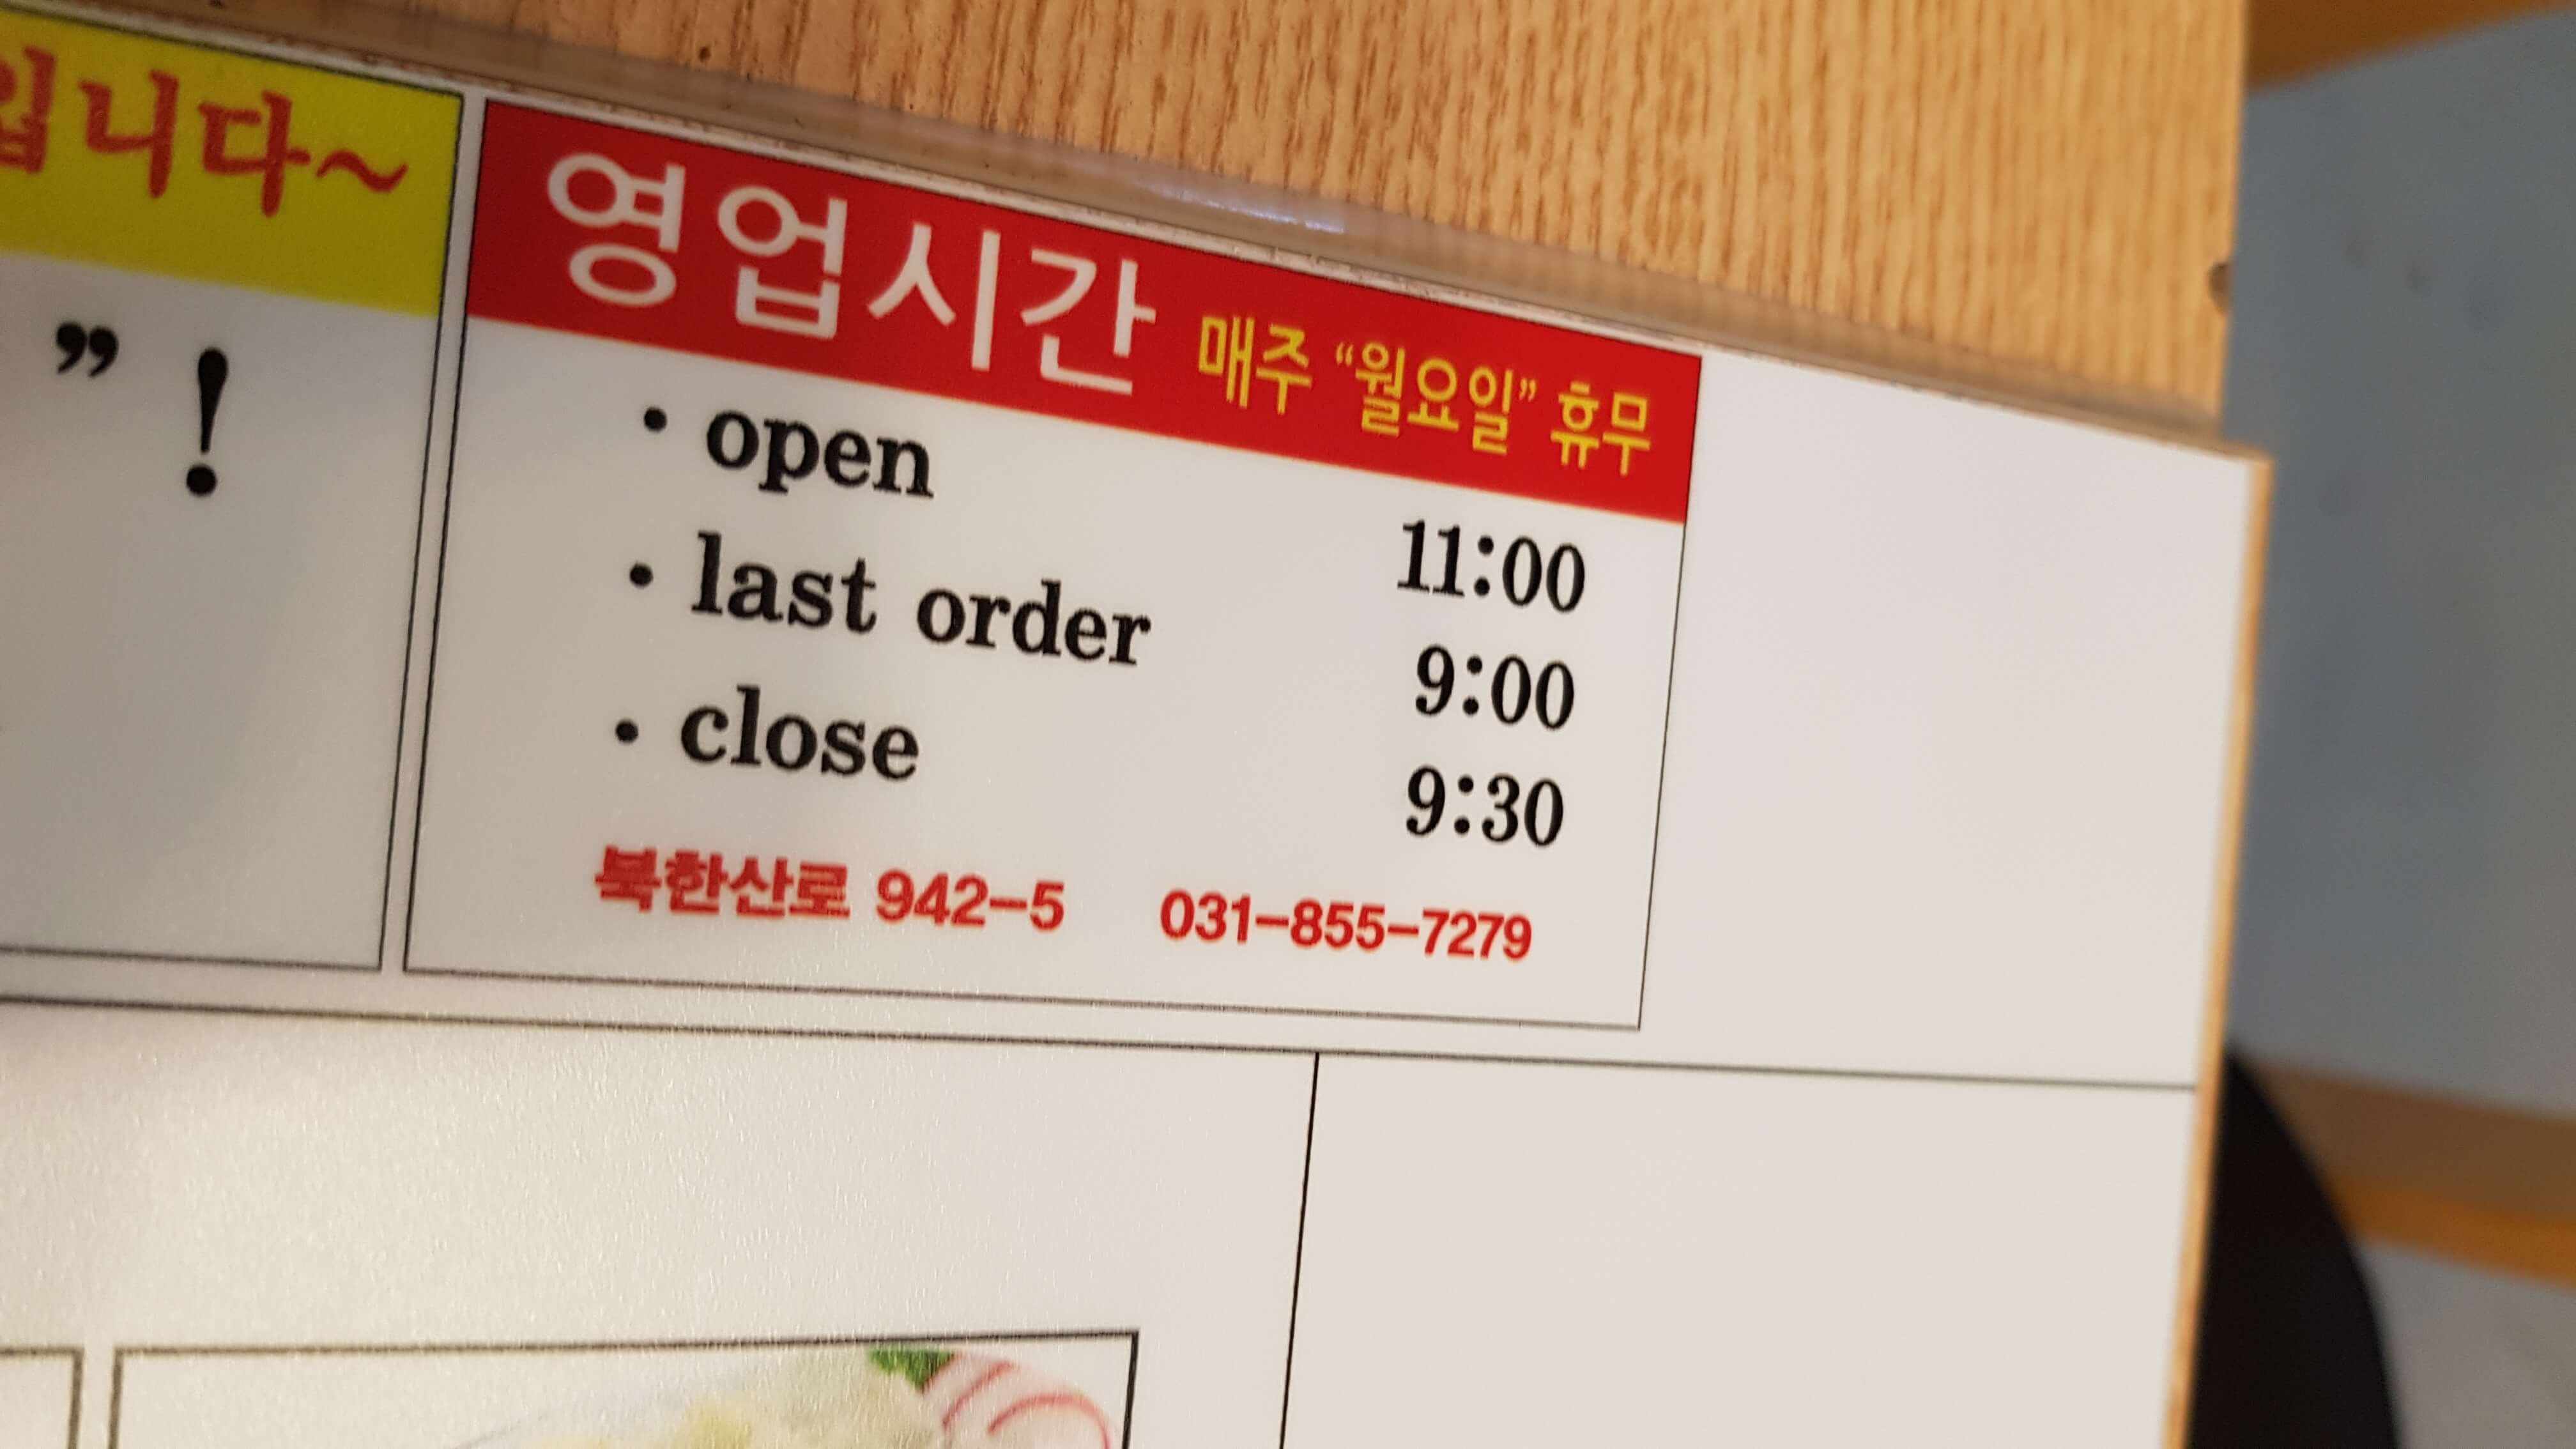 입니다~
” !
영업시간 매주 “월요일” 휴무
· open 11:00
· last order 9:00
· close 9:30
북한산로 942-5 031-855-7279